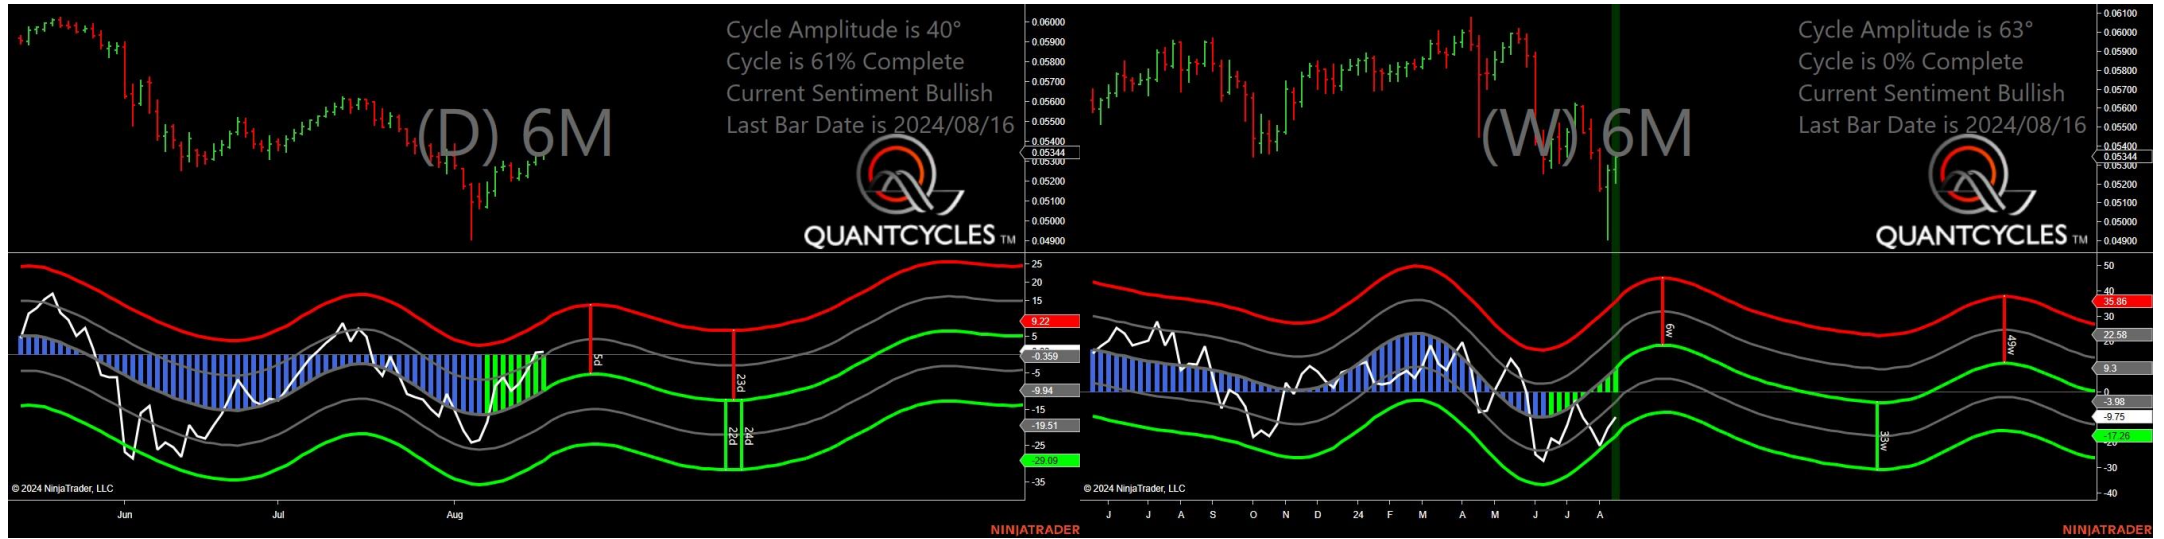 Cycle Amplitude is 40°
Cycle is 61% Complete
Current Sentiment Bullish
Last Bar Date is 2024/08/16
(D) 6M
QUANTCYCLES TM
0.06000
0.05900
0.05800
0.05700
0.05600
0.05500
0.05400
0.05344
0.05300
0.05200
0.05100
0.05000
0.04900
25
20
15
9.22
5
-0.359
-5
-9.94
-15
-19.51
-25
-29.09
-35
5d
23d
22d
24d
© 2024 NinjaTrader, LLC
Jun Jul Aug
NINJATRADER
Cycle Amplitude is 63°
Cycle is 0% Complete
Current Sentiment Bullish
Last Bar Date is 2024/08/16
(W) 6M
QUANTCYCLES TM
0.06100
0.06000
0.05900
0.05800
0.05700
0.05600
0.05500
0.05400
0.05344
0.05300
0.05200
0.05100
0.05000
0.04900
50
40
35.86
30
22.58
20
9.3
0
-3.98
-9.75
-17.26
-30
-40
6w
33w
49w
© 2024 NinjaTrader, LLC
J J A S O N D 24 F M A M J J A
NINJATRADER